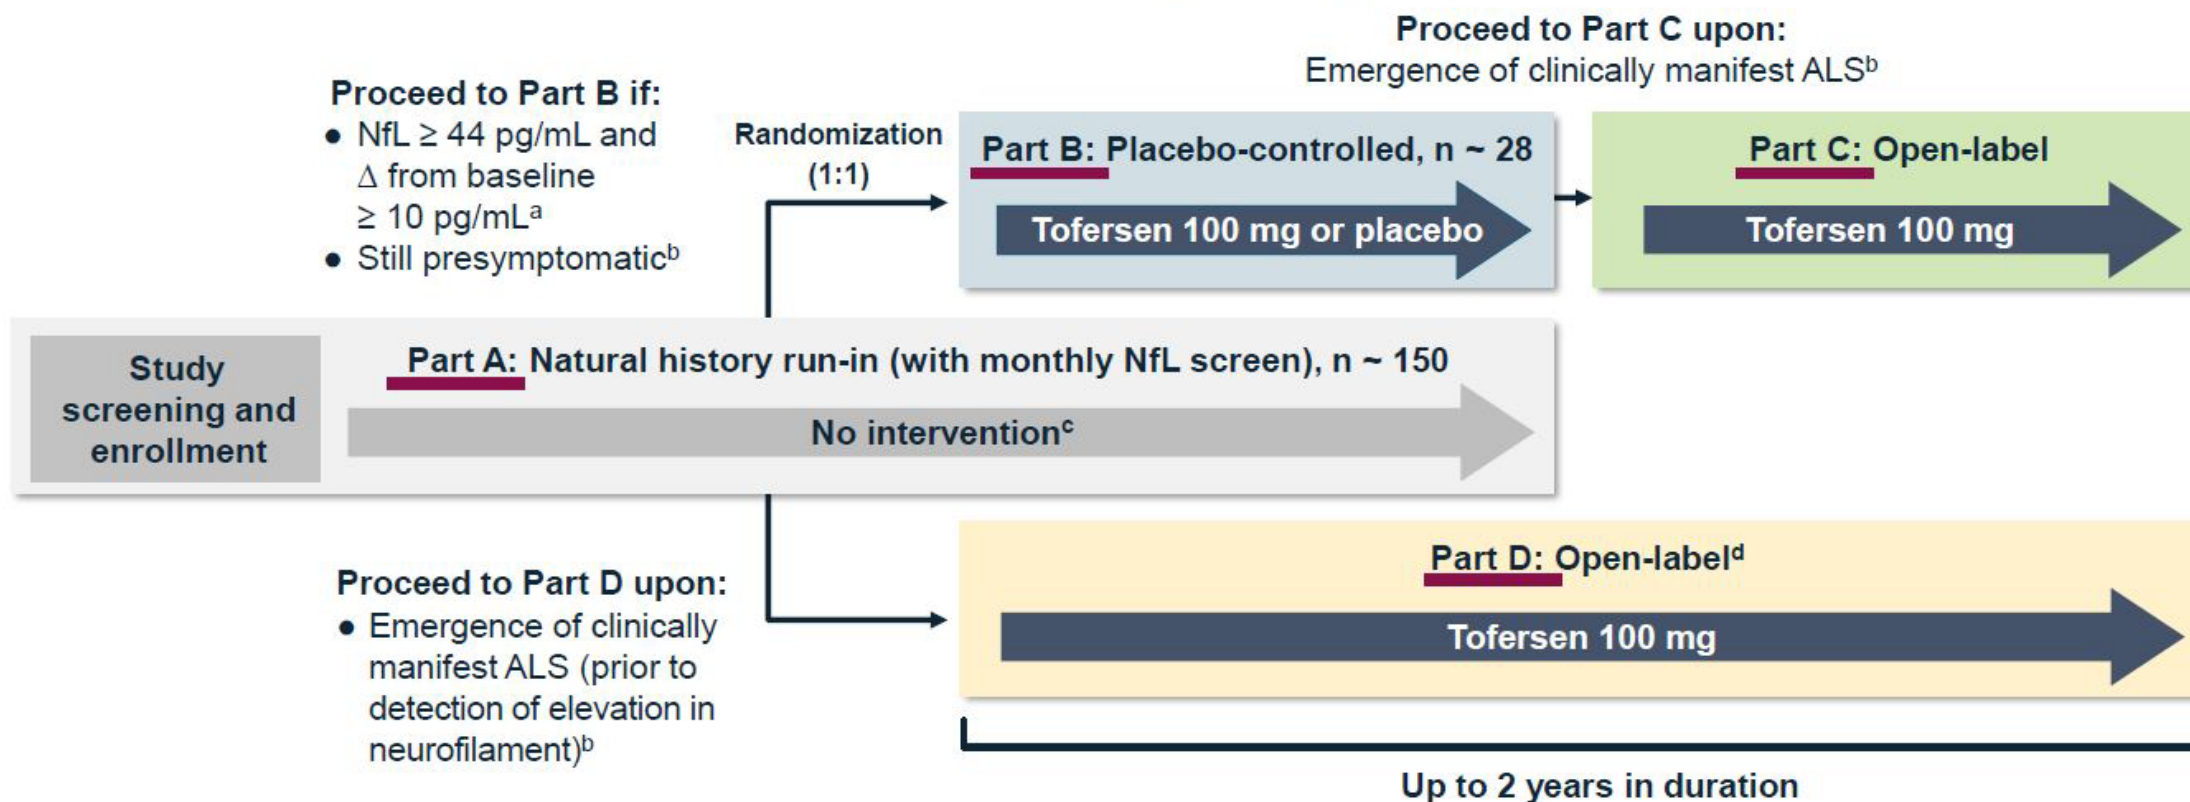 Proceed to Part C upon:
Emergence of clinically manifest ALSᵇ
Proceed to Part B if:
● NfL ≥ 44 pg/mL and
Δ from baseline
≥ 10 pg/mLᵃ
● Still presymptomaticᵇ
Randomization
(1:1)
Part B: Placebo-controlled, n ~ 28
Tofersen 100 mg or placebo
Part C: Open-label
Tofersen 100 mg
Study
screening and
enrollment
Part A: Natural history run-in (with monthly NfL screen), n ~ 150
No interventionᶜ
Proceed to Part D upon:
● Emergence of clinically
manifest ALS (prior to
detection of elevation in
neurofilament)ᵇ
Part D: Open-labelᵈ
Tofersen 100 mg
Up to 2 years in duration